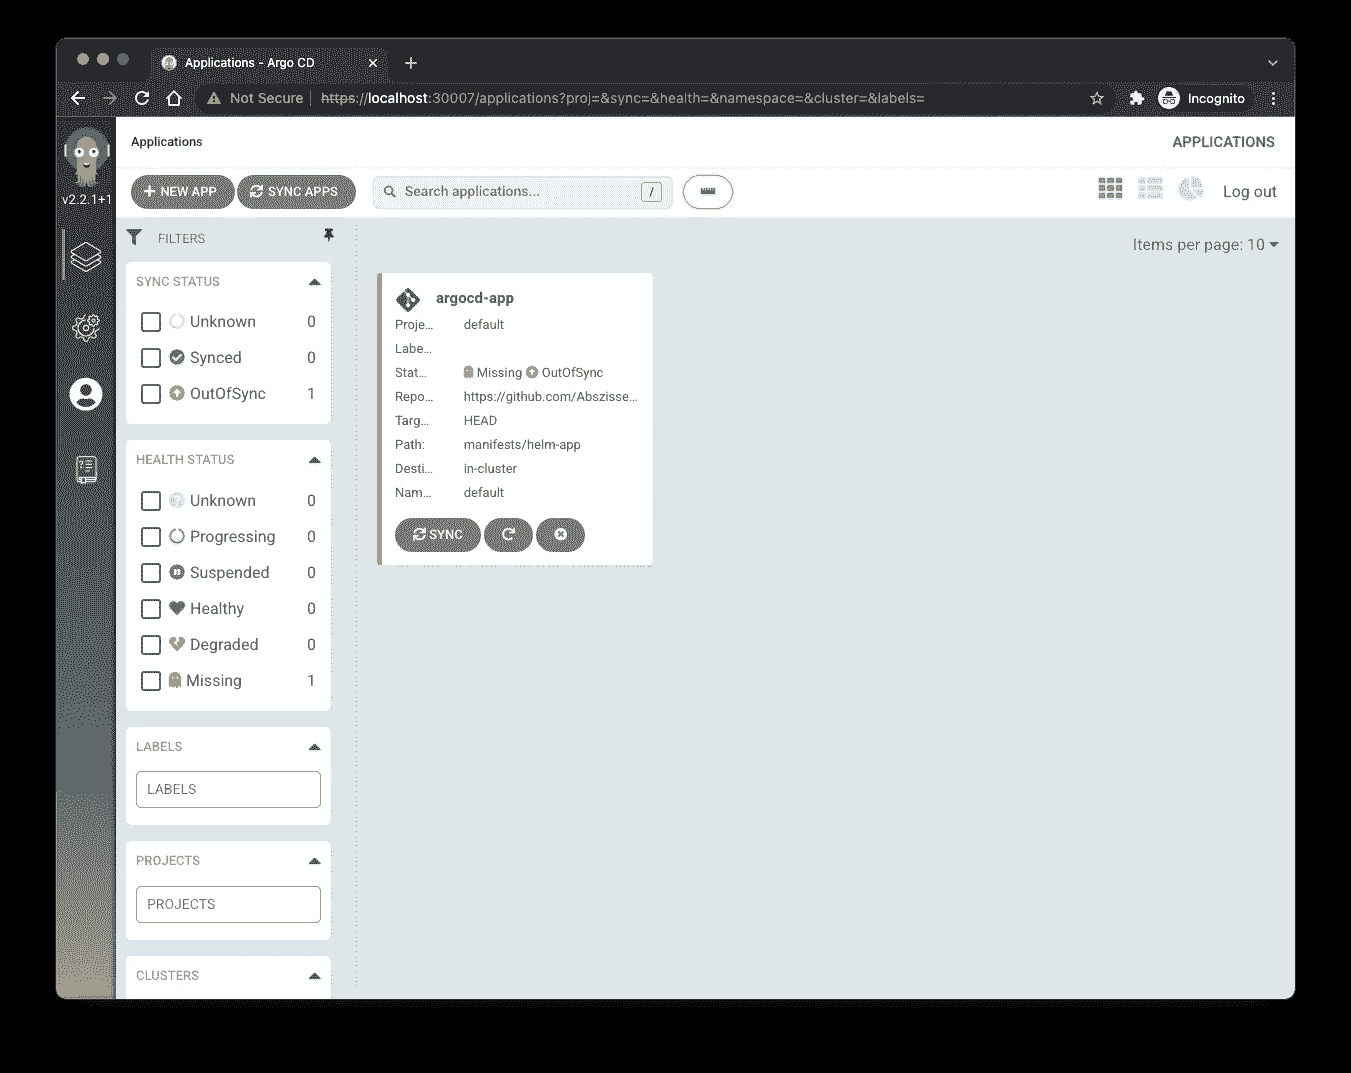 Applications - Argo CD
Not Secure https://localhost:30007/applications?proj=&sync=&health=&namespace=&cluster=&labels=
Incognito
v2.2.1+1
Applications
APPLICATIONS
NEW APP
SYNC APPS
Search applications...
/
Log out
FILTERS
Items per page: 10
SYNC STATUS
Unknown 0
Synced 0
OutOfSync 1
HEALTH STATUS
Unknown 0
Progressing 0
Suspended 0
Healthy 0
Degraded 0
Missing 1
LABELS
LABELS
PROJECTS
PROJECTS
CLUSTERS
argocd-app
Proje... default
Labe...
Stat... Missing OutOfSync
Repo... https://github.com/Abszisse...
Targ... HEAD
Path: manifests/helm-app
Desti... in-cluster
Nam... default
SYNC